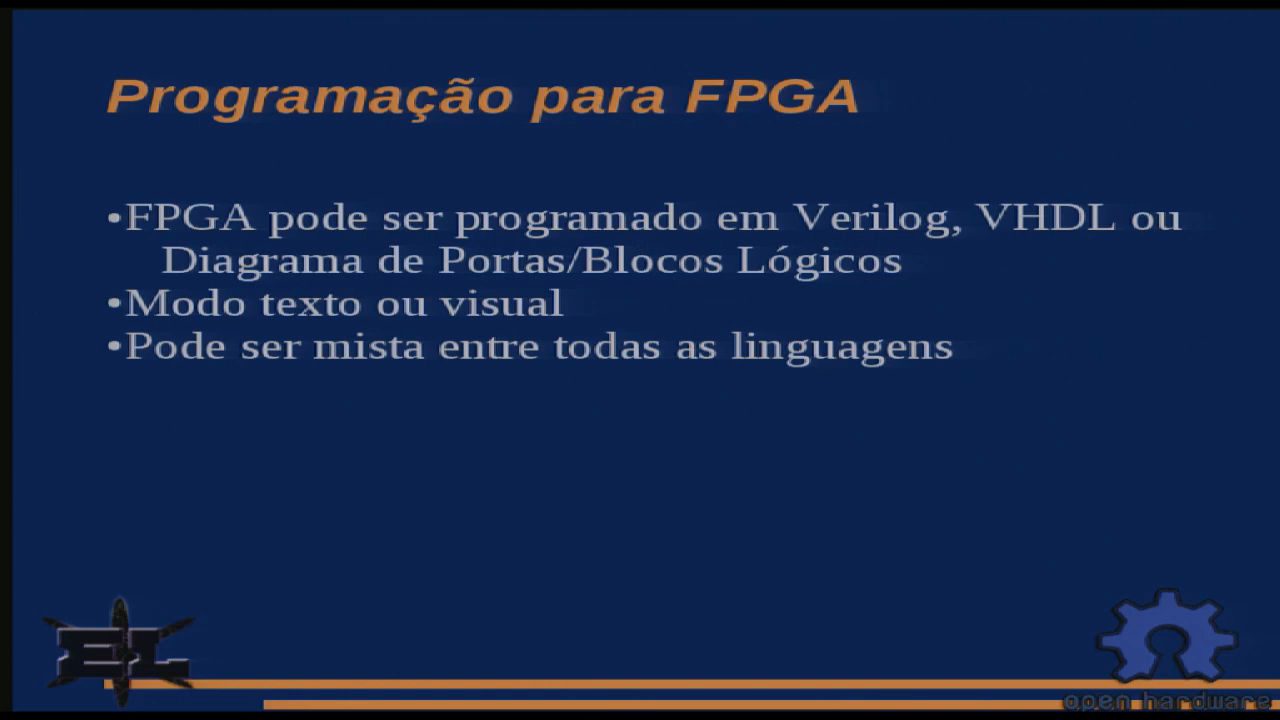 Programação para FPGA
•FPGA pode ser programado em Verilog, VHDL ou
Diagrama de Portas/Blocos Lógicos
•Modo texto ou visual
•Pode ser mista entre todas as linguagens
EL
open hardware